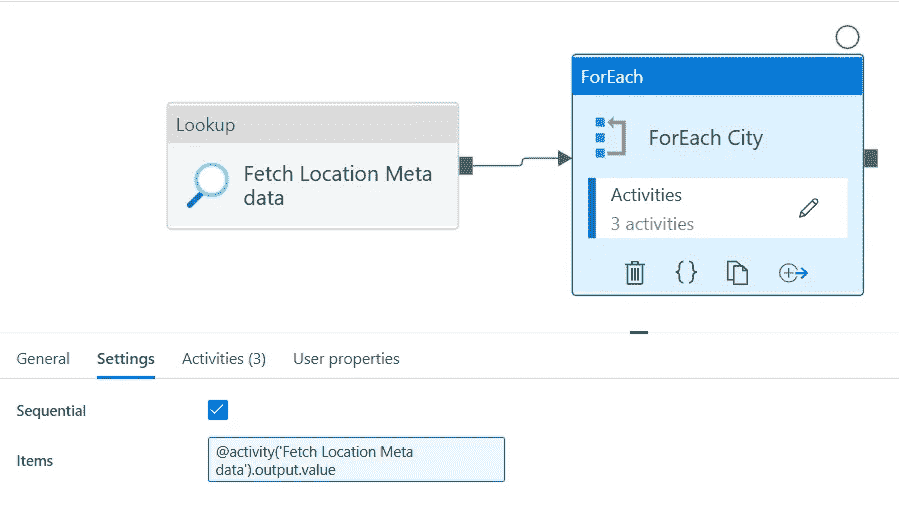 Lookup
Fetch Location Meta
data
ForEach
ForEach City
Activities
3 activities
General Settings Activities (3) User properties
Sequential
Items
@activity('Fetch Location Meta
data').output.value